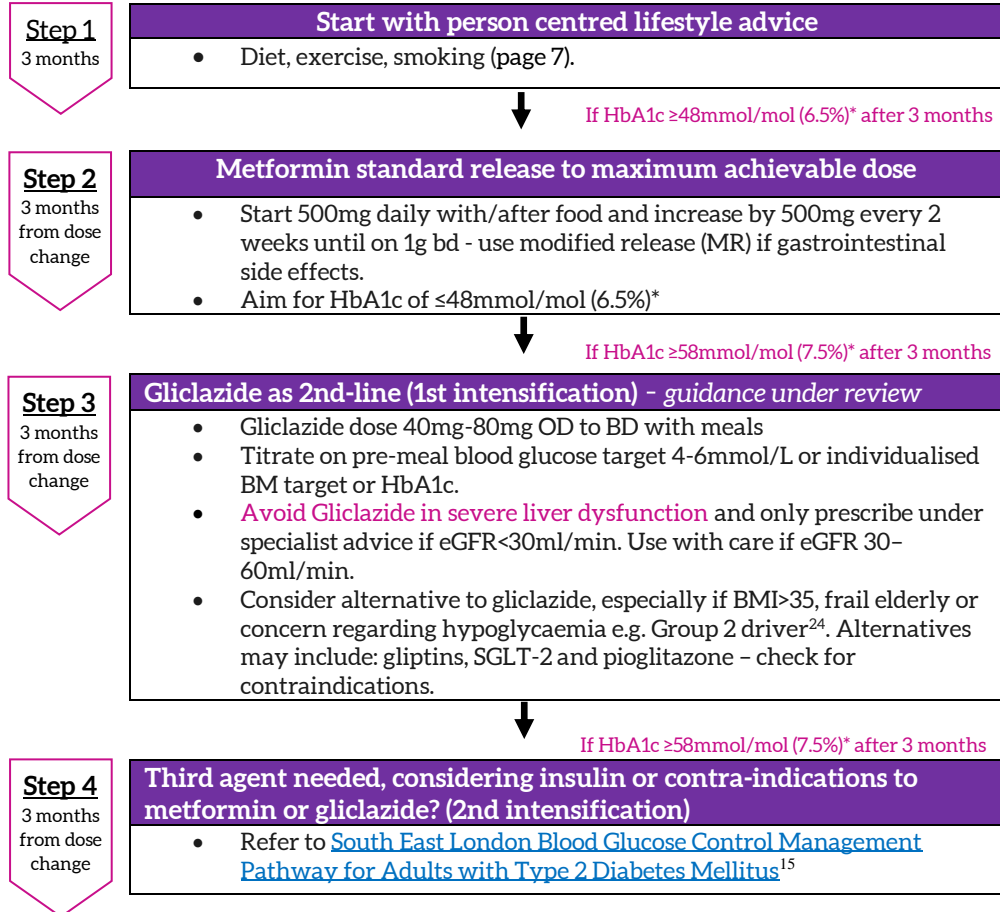 Step 1
3 months
Start with person centred lifestyle advice
• Diet, exercise, smoking (page 7).
If HbA1c ≥48mmol/mol (6.5%)* after 3 months
Step 2
3 months
from dose
change
Metformin standard release to maximum achievable dose
• Start 500mg daily with/after food and increase by 500mg every 2
weeks until on 1g bd - use modified release (MR) if gastrointestinal
side effects.
• Aim for HbA1c of ≤48mmol/mol (6.5%)*
If HbA1c ≥58mmol/mol (7.5%)* after 3 months
Step 3
3 months
from dose
change
Gliclazide as 2nd-line (1st intensification) - guidance under review
• Gliclazide dose 40mg-80mg OD to BD with meals
• Titrate on pre-meal blood glucose target 4-6mmol/L or individualised
BM target or HbA1c.
• Avoid Gliclazide in severe liver dysfunction and only prescribe under
specialist advice if eGFR<30ml/min. Use with care if eGFR 30–
60ml/min.
• Consider alternative to gliclazide, especially if BMI>35, frail elderly or
concern regarding hypoglycaemia e.g. Group 2 driver²⁴. Alternatives
may include: gliptins, SGLT-2 and pioglitazone – check for
contraindications.
If HbA1c ≥58mmol/mol (7.5%)* after 3 months
Step 4
3 months
from dose
change
Third agent needed, considering insulin or contra-indications to
metformin or gliclazide? (2nd intensification)
• Refer to South East London Blood Glucose Control Management
Pathway for Adults with Type 2 Diabetes Mellitus¹⁵